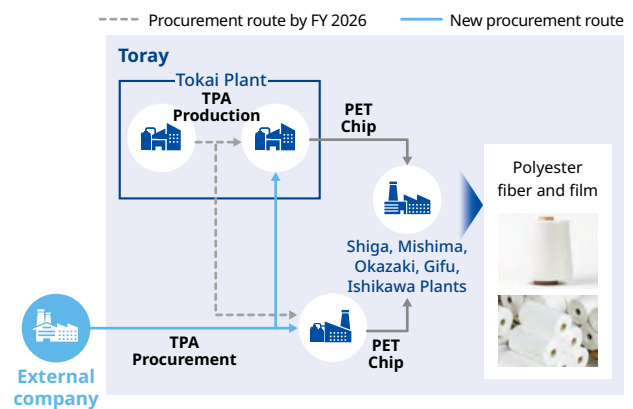 Procurement route by FY 2026
New procurement route
Toray
Tokai Plant
TPA
Production
PET
Chip
Polyester
fiber and film
Shiga, Mishima,
Okazaki, Gifu,
Ishikawa Plants
TPA
Procurement
PET
Chip
External
company